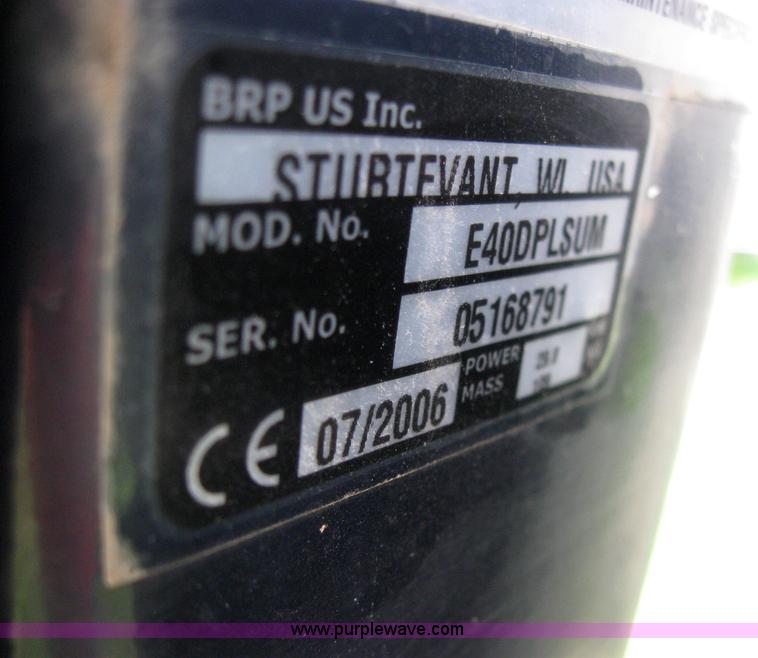 MAINTENANCE
BRP US Inc.
STURTEVANT, WI, USA
MOD. No. E40DPLSUM
SER. No. 05168791
CE 07/2006 POWER
MASS
www.purplewave.com